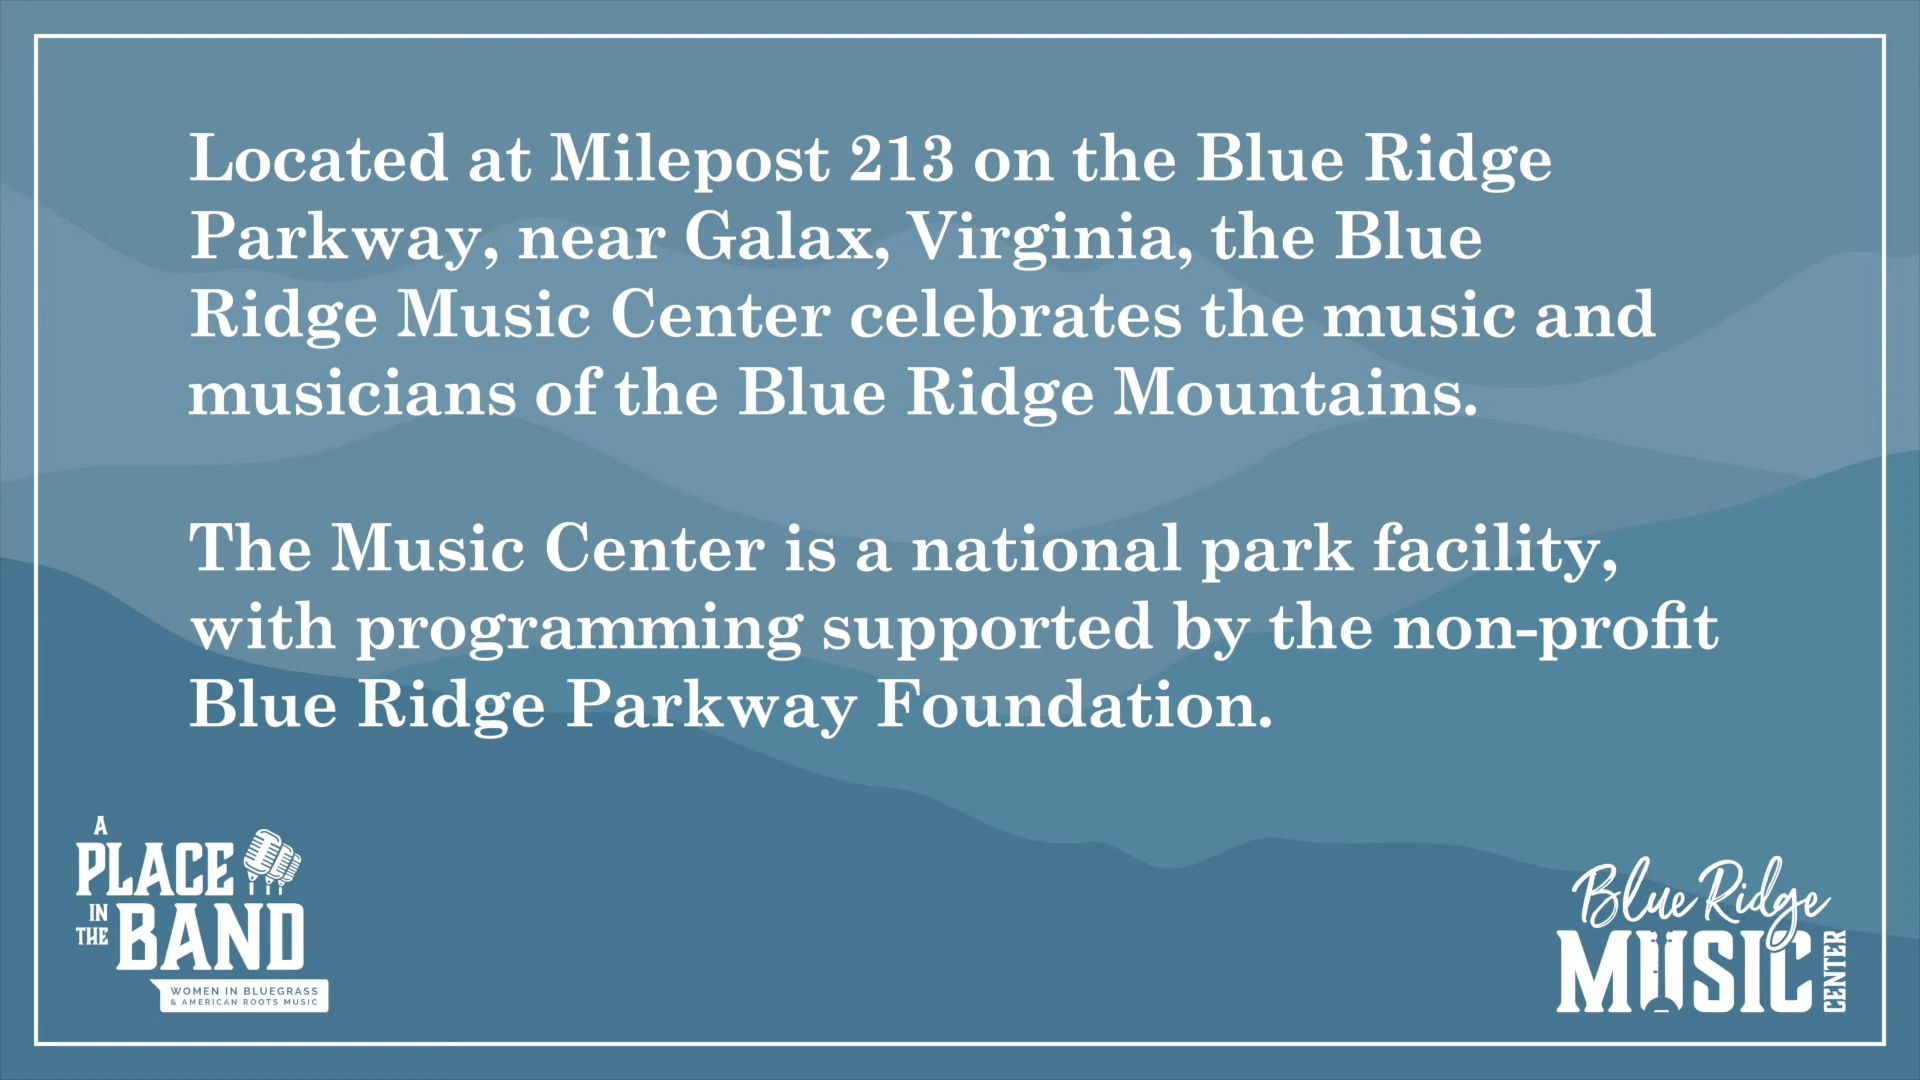 Located at Milepost 213 on the Blue Ridge
Parkway, near Galax, Virginia, the Blue
Ridge Music Center celebrates the music and
musicians of the Blue Ridge Mountains.
The Music Center is a national park facility,
with programming supported by the non-profit
Blue Ridge Parkway Foundation.
A
PLACE
IN
THE
BAND
WOMEN IN BLUEGRASS
& AMERICAN ROOTS MUSIC
Blue Ridge
MUSIC
CENTER